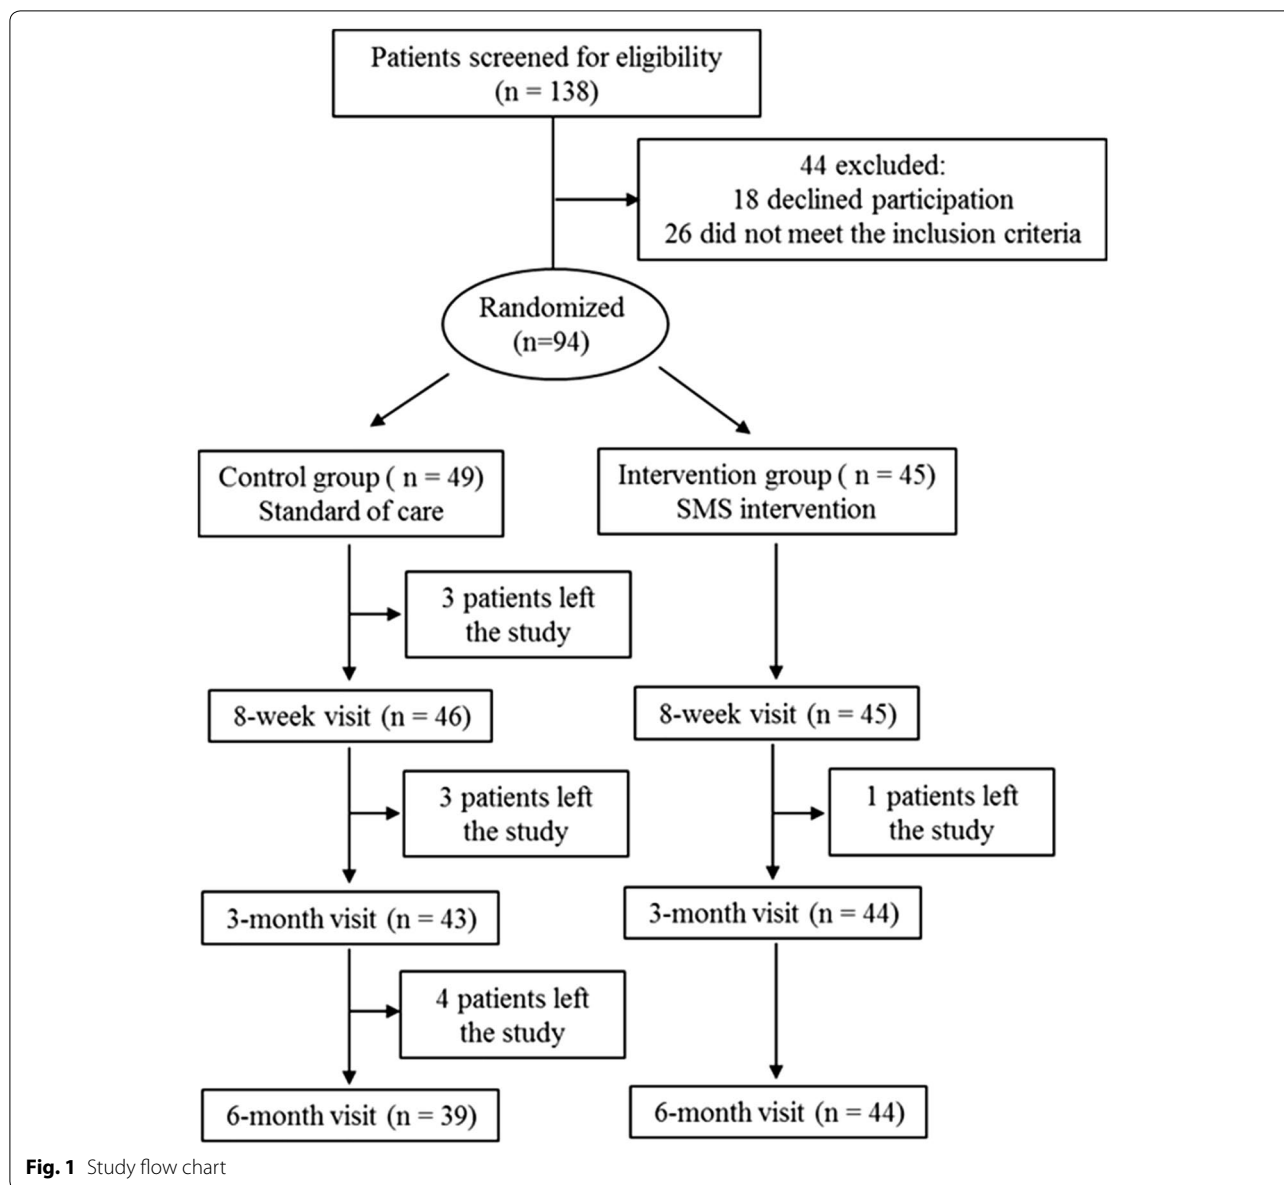 Patients screened for eligibility
(n = 138)
44 excluded:
18 declined participation
26 did not meet the inclusion criteria
Randomized
(n=94)
Control group ( n = 49)
Standard of care
Intervention group ( n = 45)
SMS intervention
3 patients left
the study
8-week visit (n = 46)
8-week visit (n = 45)
3 patients left
the study
1 patients left
the study
3-month visit (n = 43)
3-month visit (n = 44)
4 patients left
the study
6-month visit (n = 39)
6-month visit (n = 44)
Fig. 1 Study flow chart